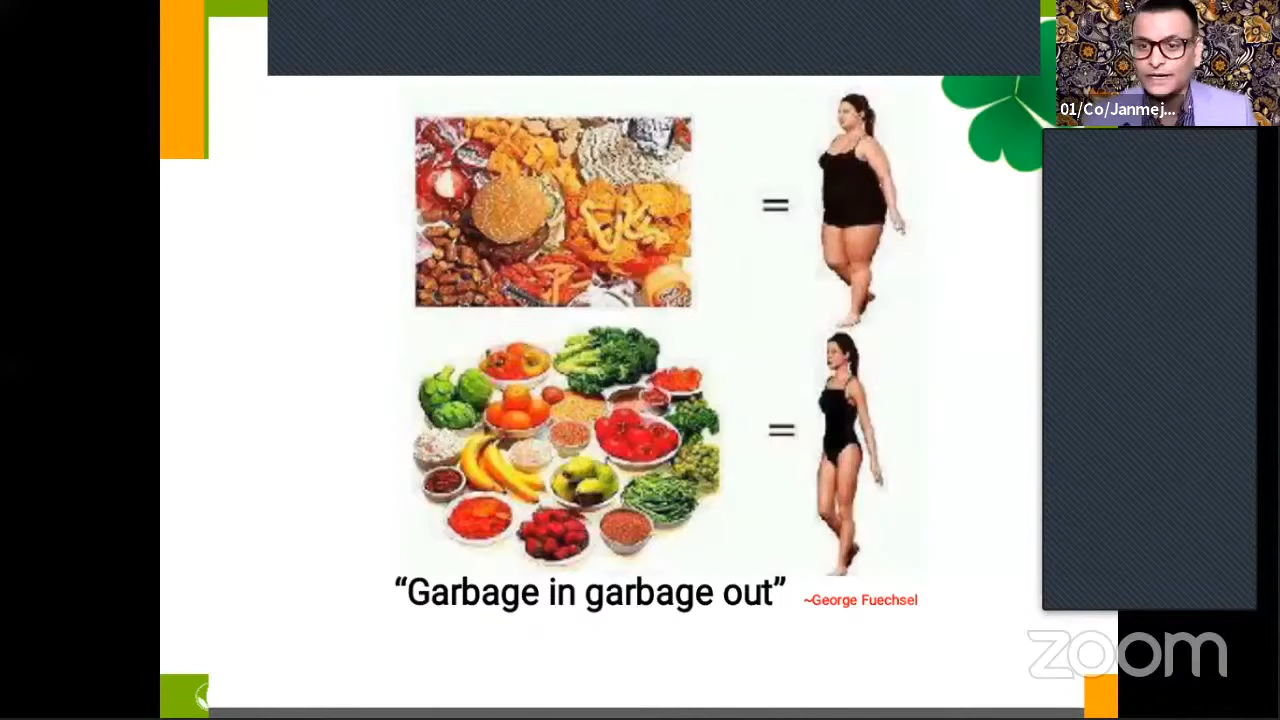 01/Co/Janmej...
=
=
“Garbage in garbage out” ~George Fuechsel
zoom